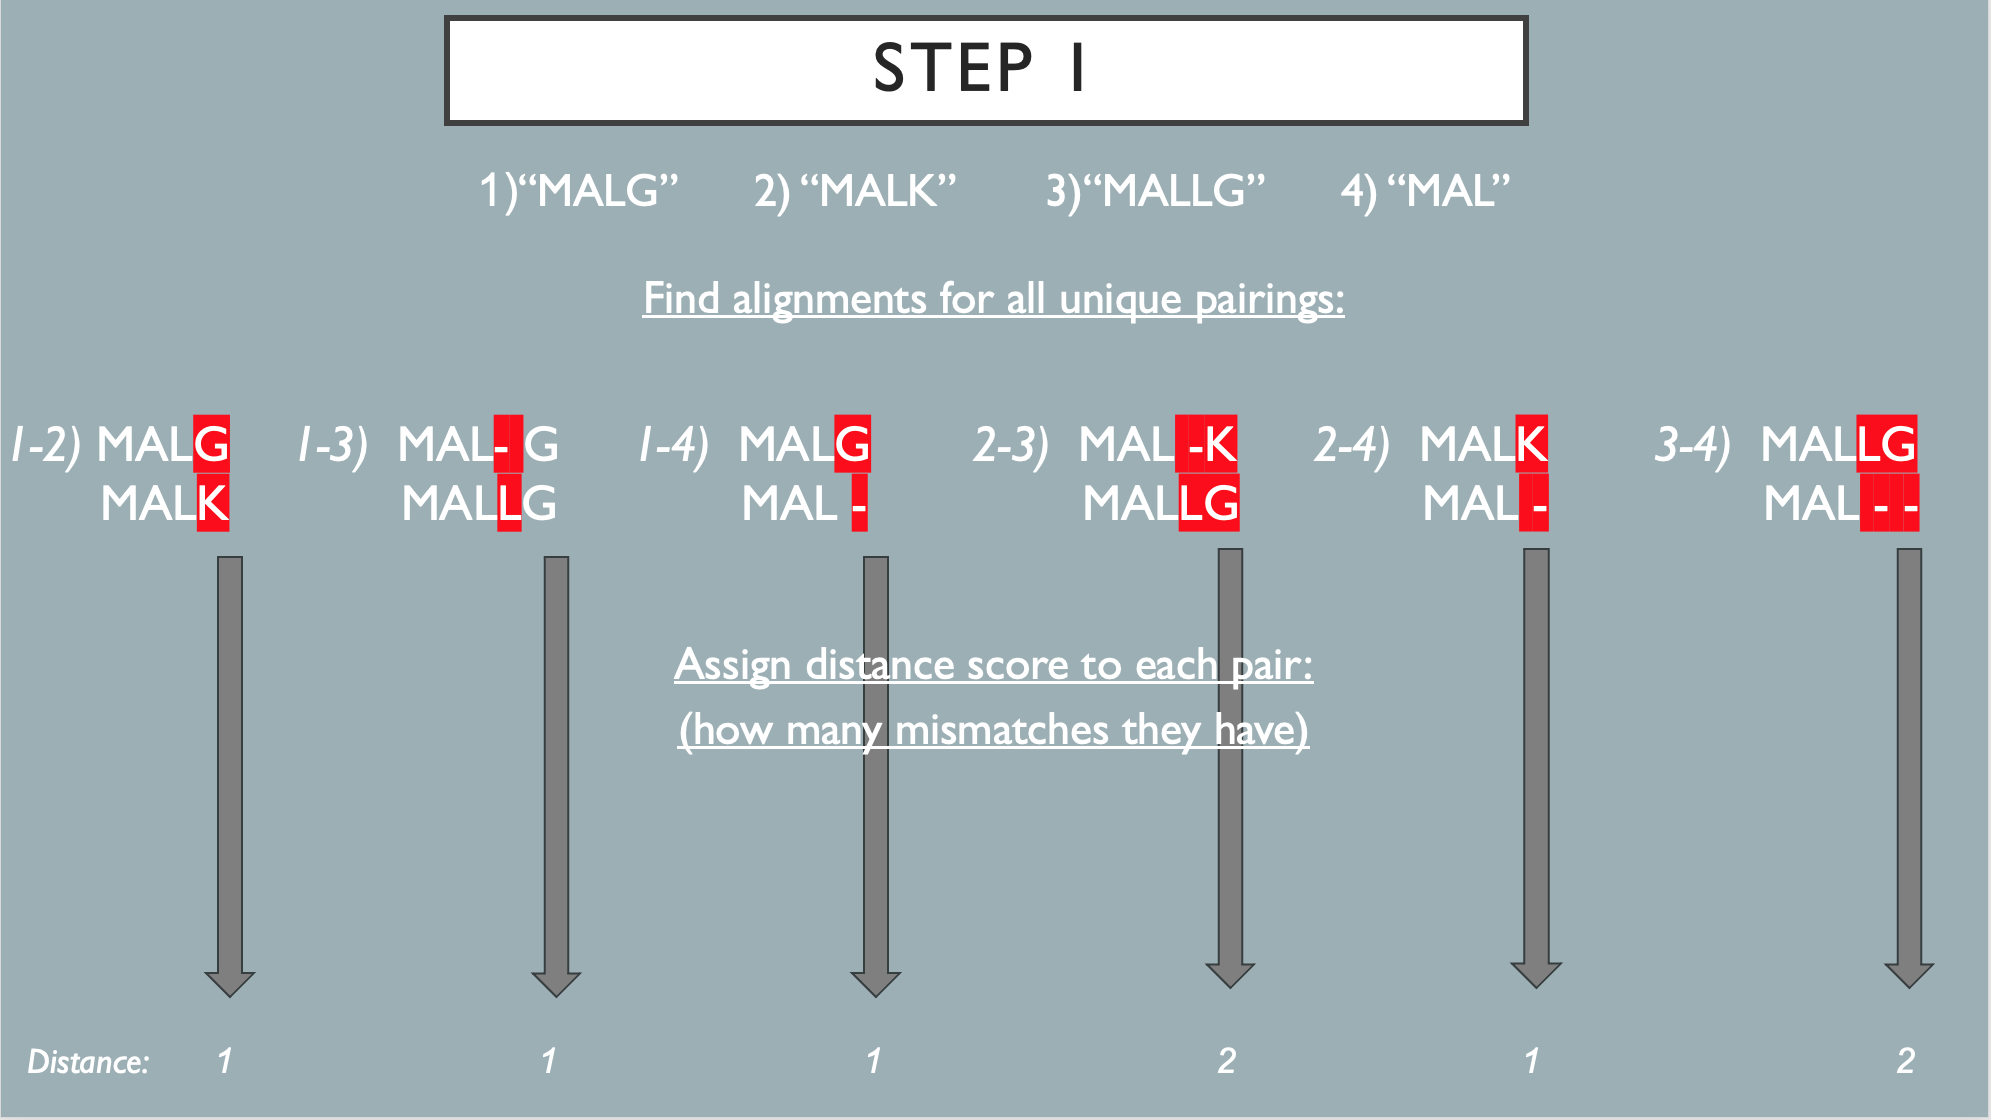 STEP 1
1)“MALG” 2) “MALK” 3)“MALLG” 4) “MAL”
Find alignments for all unique pairings:
1-2) MALG 1-3) MAL- G 1-4) MALG 2-3) MAL -K 2-4) MALK 3-4) MALLG
MALK MALLG MAL - MALLG MAL - MAL - -
Assign distance score to each pair:
(how many mismatches they have)
Distance: 1 1 1 2 1 2